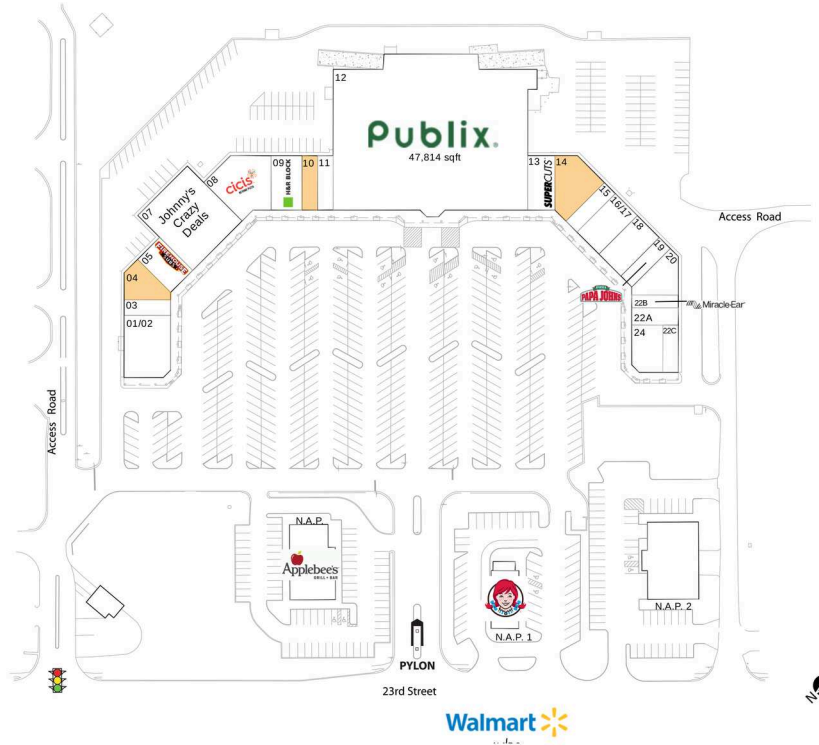 12
Publix.
47,814 sqft
09
H&R BLOCK
10
11
13
SUPERCUTS
14
08
cicis
07
Johnny's
Crazy
Deals
15
16/17
18
19
20
Access Road
05
04
03
01/02
PAPA JOHNS
22B
Miracle-Ear
22A
24
22C
Access Road
N.A.P.
Applebee's
GRILL + BAR
N.A.P. 1
N.A.P. 2
PYLON
23rd Street
N
Walmart